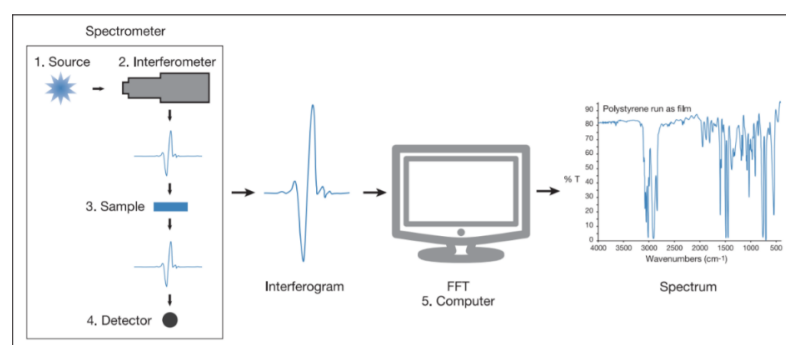 Spectrometer
1. Source
2. Interferometer
3. Sample
4. Detector
Interferogram
FFT
5. Computer
Polystyrene run as film
90
80
70
60
% T
50
40
30
20
10
0
4000 3500 3001 2500 2000 1500 1000 500
Wavenumbers (cm-1)
Spectrum